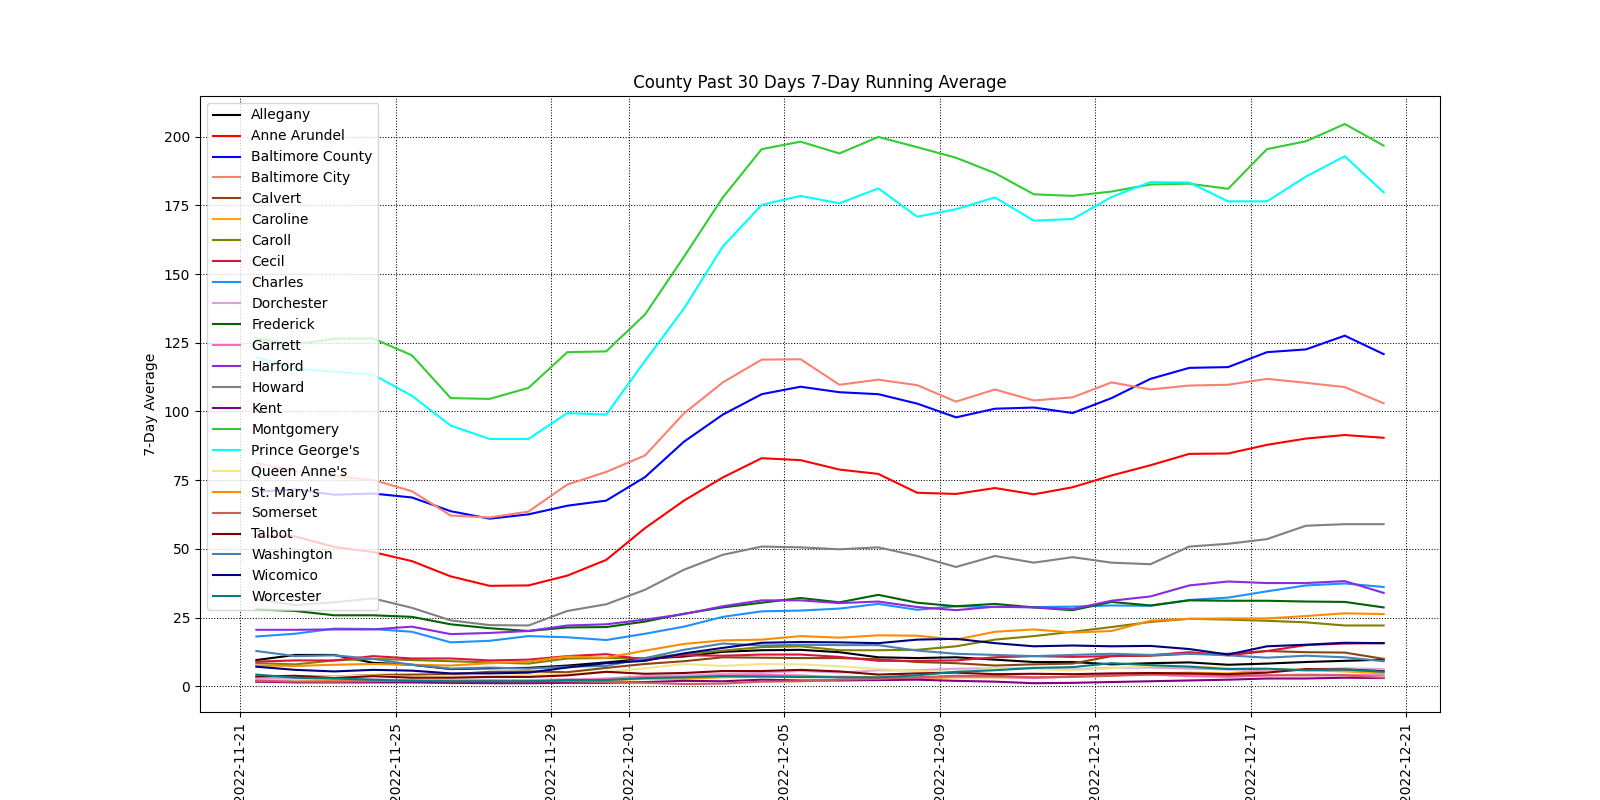 County Past 30 Days 7-Day Running Average
7-Day Average
200
175
150
125
100
75
50
25
0
Allegany
Anne Arundel
Baltimore County
Baltimore City
Calvert
Caroline
Caroll
Cecil
Charles
Dorchester
Frederick
Garrett
Harford
Howard
Kent
Montgomery
Prince George's
Queen Anne's
St. Mary's
Somerset
Talbot
Washington
Wicomico
Worcester
2022-11-21
2022-11-25
2022-11-29
2022-12-01
2022-12-05
2022-12-09
2022-12-13
2022-12-17
2022-12-21